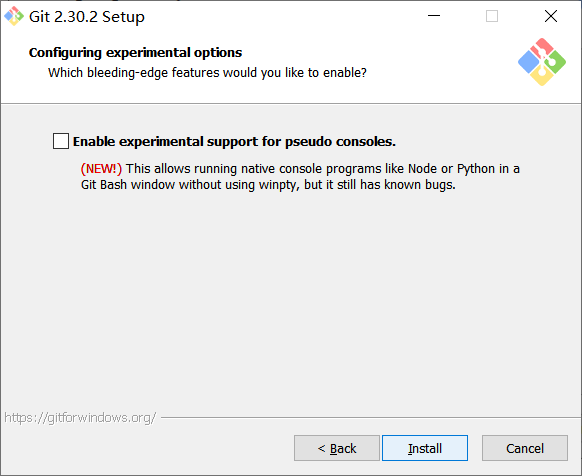 Git 2.30.2 Setup
Configuring experimental options
Which bleeding-edge features would you like to enable?
Enable experimental support for pseudo consoles.
(NEW!) This allows running native console programs like Node or Python in a
Git Bash window without using winpty, but it still has known bugs.
https://gitforwindows.org/
< Back
Install
Cancel